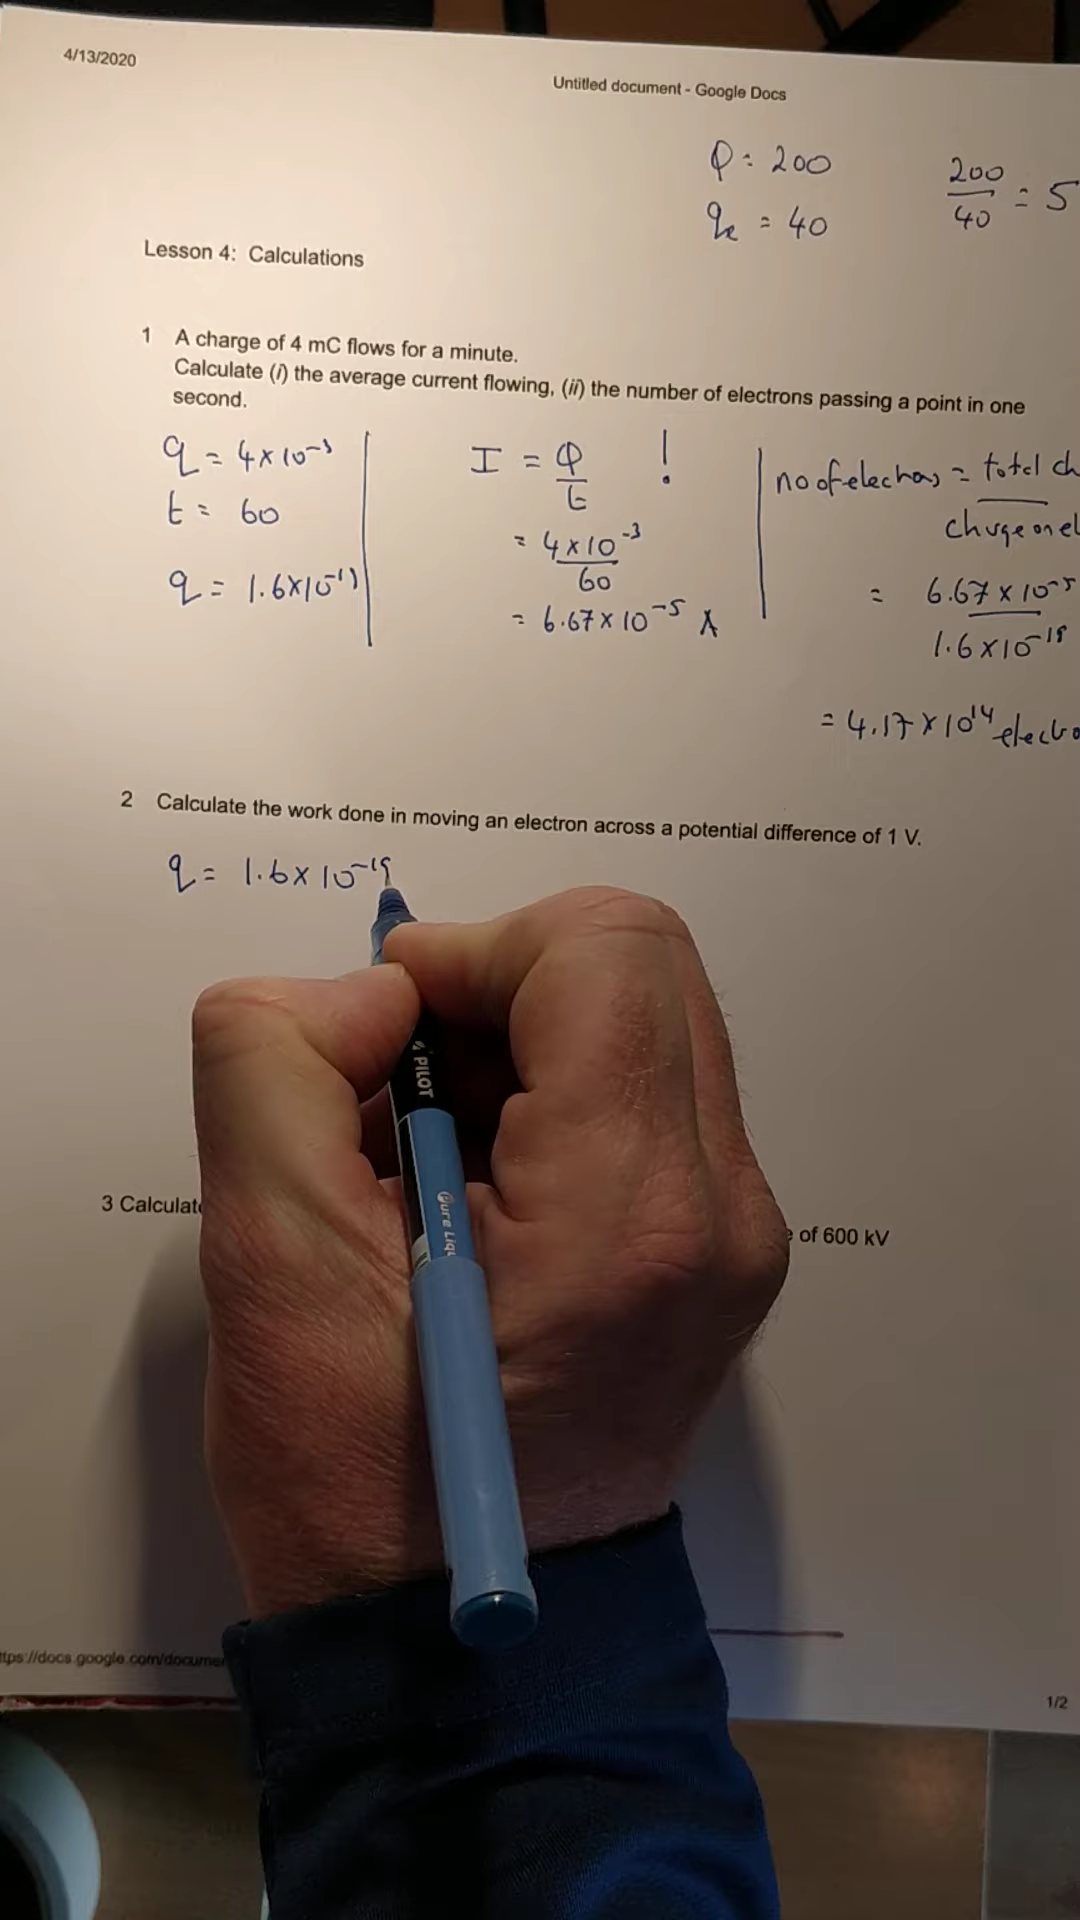 4/13/2020
Untitled document - Google Docs
Q = 200
qe = 40
200/40 = 5
Lesson 4: Calculations
1 A charge of 4 mC flows for a minute.
Calculate (i) the average current flowing, (ii) the number of electrons passing a point in one
second.
q = 4 x 10⁻³
t = 60
q = 1.6 x 10⁻¹⁹
I = Q/t !
= 4 x 10⁻³/60
= 6.67 x 10⁻⁵ A
no of electrons = total ch
charge on el
= 6.67 x 10⁻⁵
1.6 x 10⁻¹⁹
= 4.17 x 10¹⁴ electro
2 Calculate the work done in moving an electron across a potential difference of 1 V.
q = 1.6 x 10⁻¹⁹
PILOT
Pure Liqu
3 Calculate
e of 600 kV
ttps://docs.google.com/documen
1/2